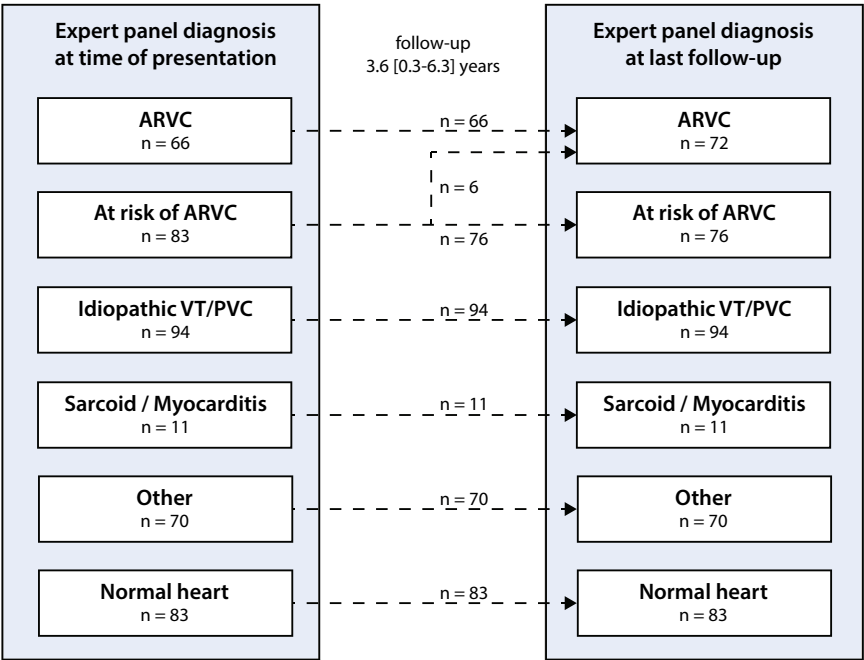 Expert panel diagnosis
at time of presentation
ARVC
n = 66
At risk of ARVC
n = 83
Idiopathic VT/PVC
n = 94
Sarcoid / Myocarditis
n = 11
Other
n = 70
Normal heart
n = 83
follow-up
3.6 [0.3-6.3] years
n = 66
n = 6
n = 76
n = 94
n = 11
n = 70
n = 83
Expert panel diagnosis
at last follow-up
ARVC
n = 72
At risk of ARVC
n = 76
Idiopathic VT/PVC
n = 94
Sarcoid / Myocarditis
n = 11
Other
n = 70
Normal heart
n = 83